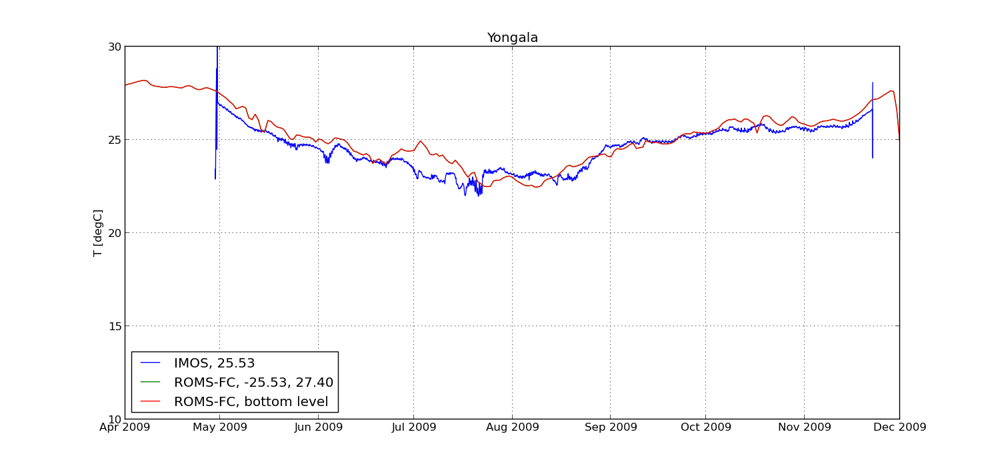 Yongala
30
25
20
15
10
T [degC]
IMOS, 25.53
ROMS-FC, -25.53, 27.40
ROMS-FC, bottom level
Apr 2009
May 2009
Jun 2009
Jul 2009
Aug 2009
Sep 2009
Oct 2009
Nov 2009
Dec 2009